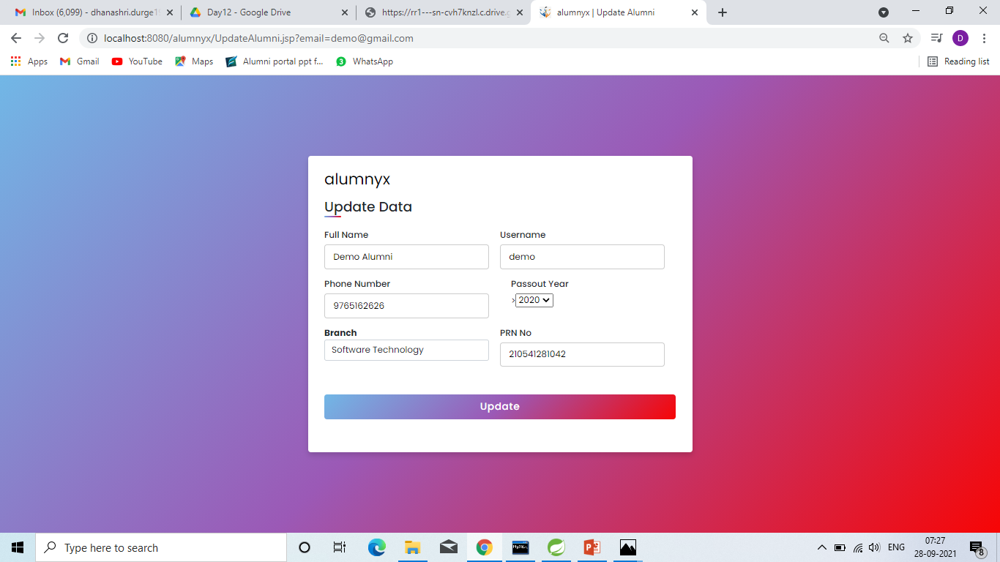 Inbox (6,099) - dhanashri.durge1
Day12 - Google Drive
https://rr1---sn-cvh7knzl.c.drive.g
alumnyx | Update Alumni
localhost:8080/alumnyx/UpdateAlumni.jsp?email=demo@gmail.com
D
Apps
Gmail
YouTube
Maps
Alumni portal ppt f...
3
WhatsApp
Reading list
alumnyx
Update Data
Full Name
Username
Demo Alumni
demo
Phone Number
Passout Year
9765162626
>2020
Branch
PRN No
Software Technology
210541281042
Update
Type here to search
MySQL
ENG
07:27
28-09-2021
8